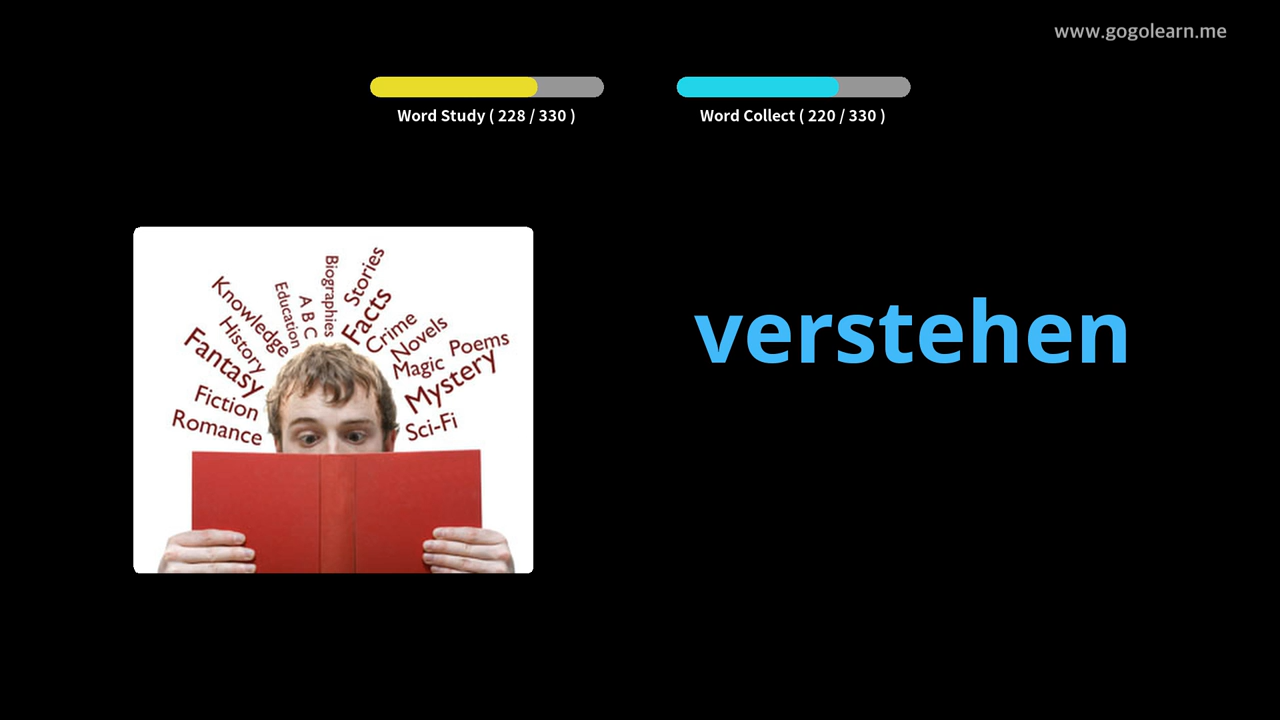 www.gogolearn.me
Word Study ( 228 / 330 )
Word Collect ( 220 / 330 )
verstehen
Romance
Fiction
Fantasy
History
Knowledge
Education
A B C
Biographies
Stories
Facts
Crime
Novels
Magic
Poems
Mystery
Sci-Fi